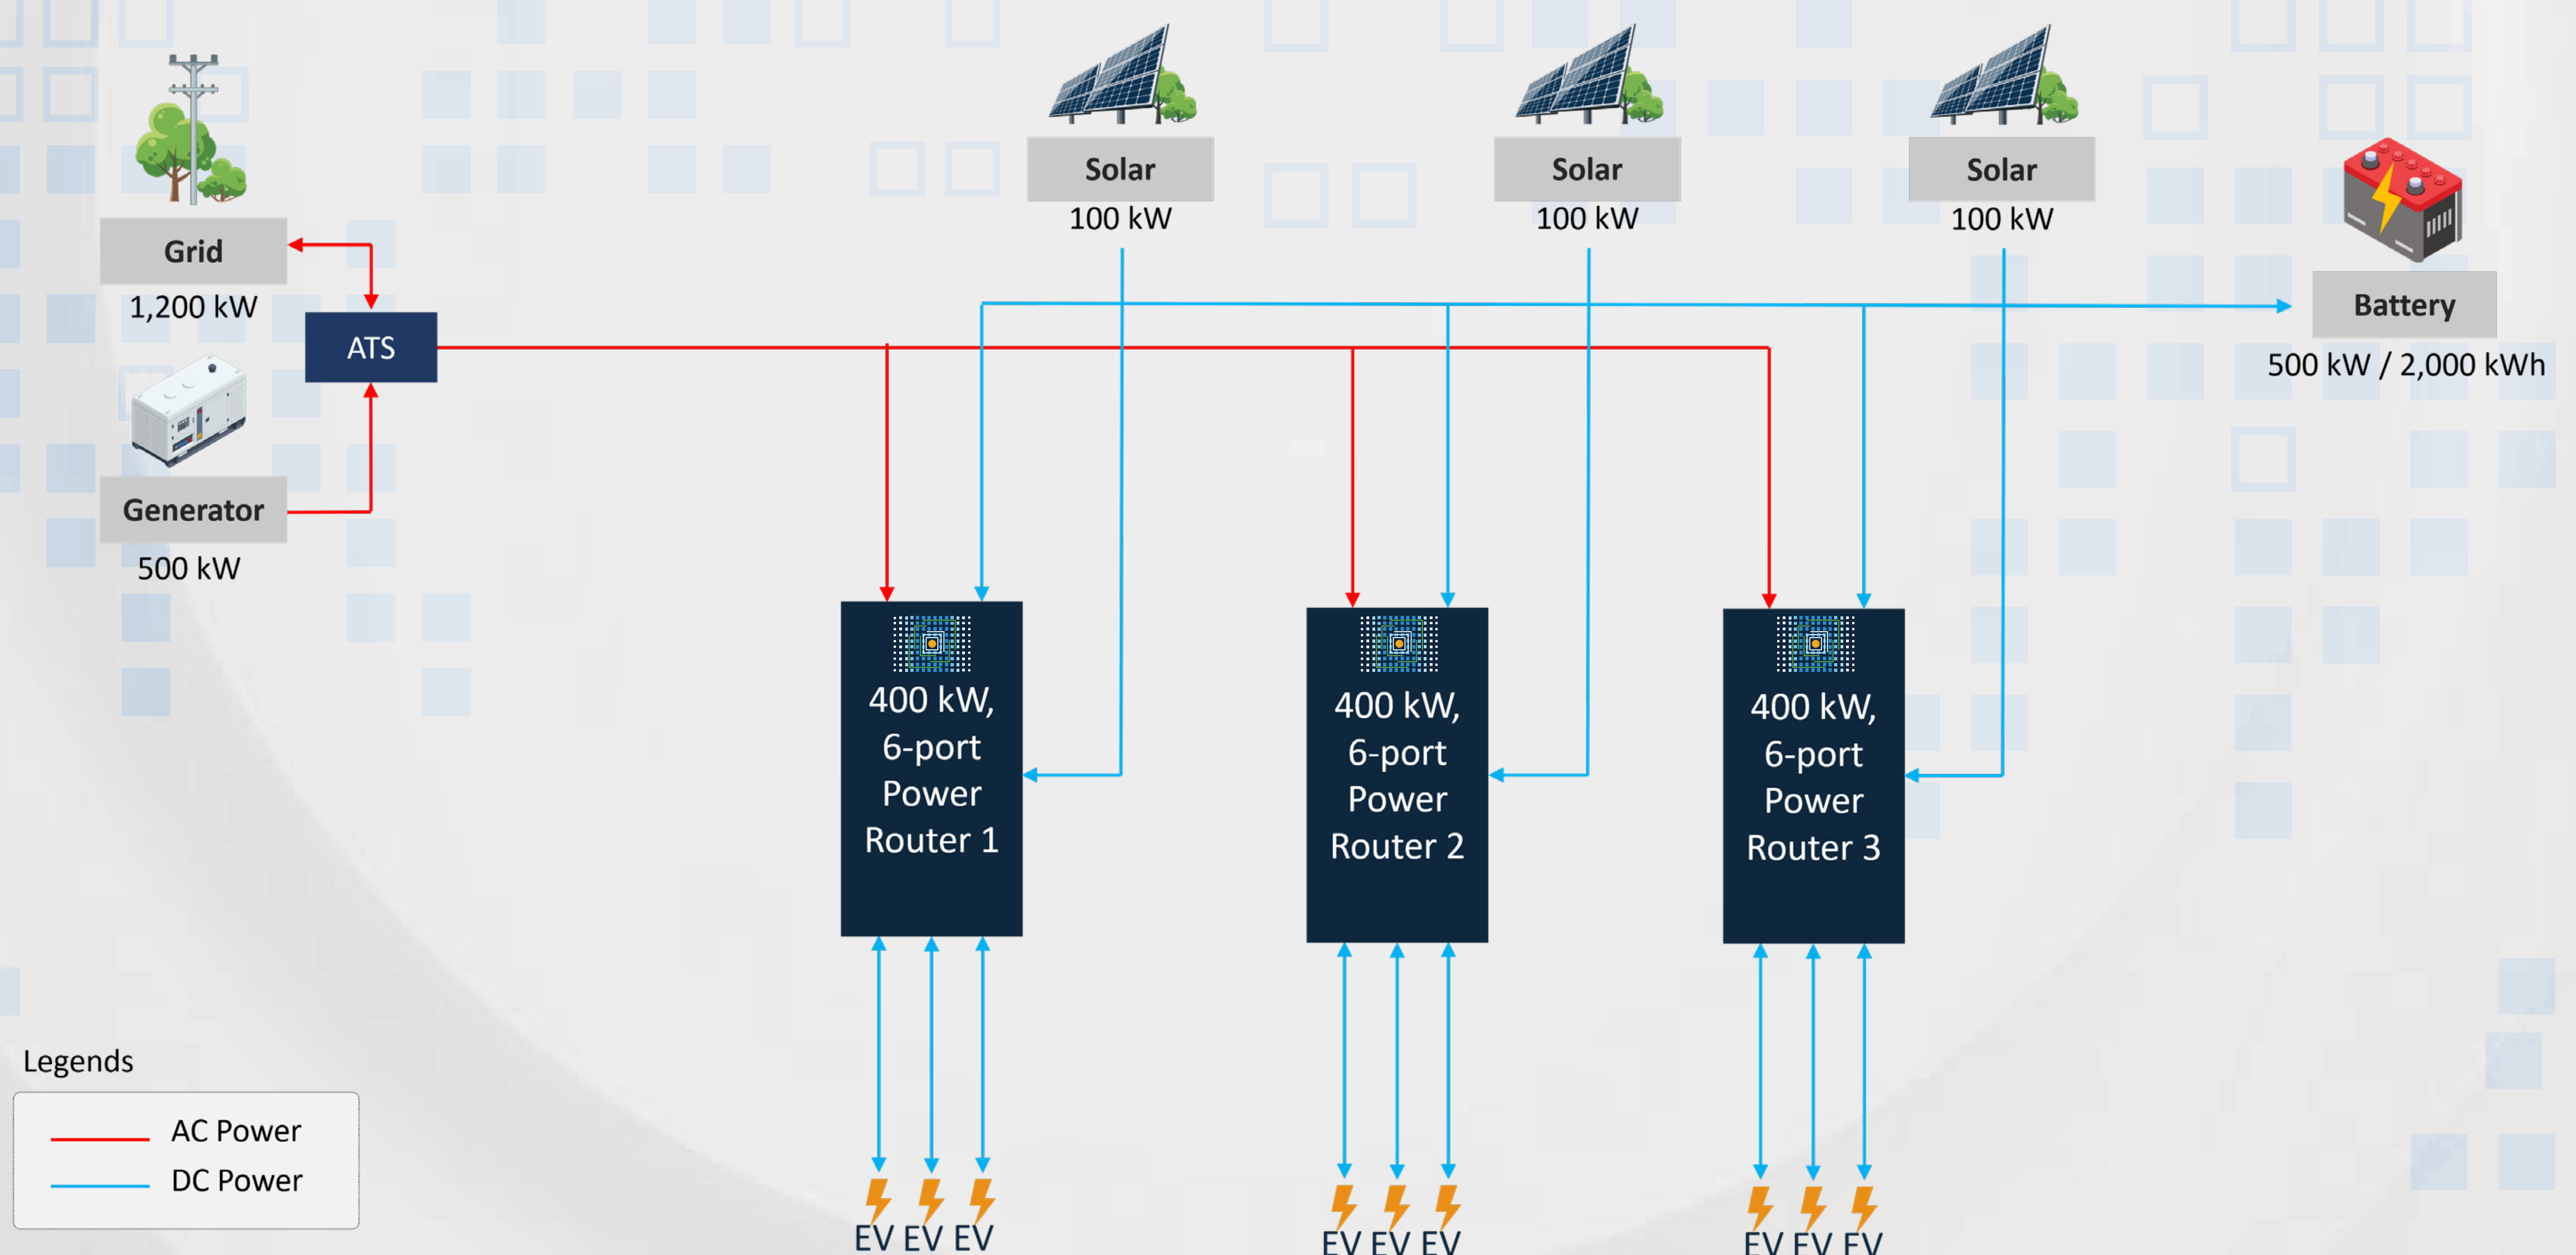 Solar
100 kW
Solar
100 kW
Solar
100 kW
Grid
1,200 kW
ATS
Generator
500 kW
Battery
500 kW / 2,000 kWh
400 kW,
6-port
Power
Router 1
400 kW,
6-port
Power
Router 2
400 kW,
6-port
Power
Router 3
EV EV EV
EV EV EV
EV EV EV
Legends
AC Power
DC Power